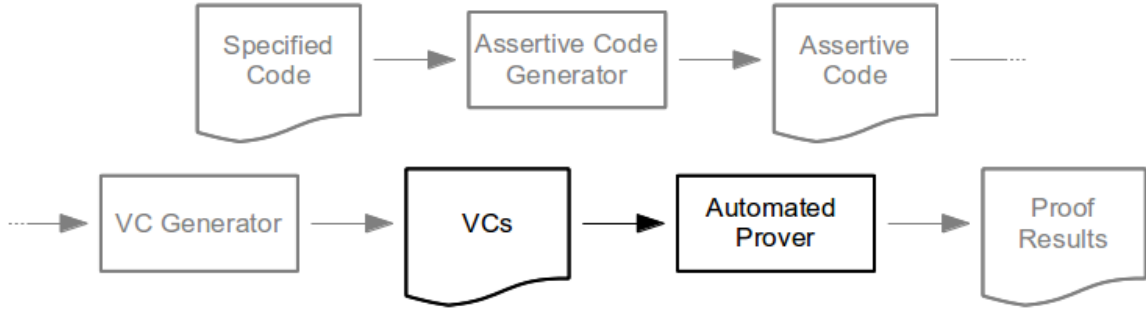 Specified
Code
Assertive Code
Generator
Assertive
Code
VC Generator
VCs
Automated
Prover
Proof
Results